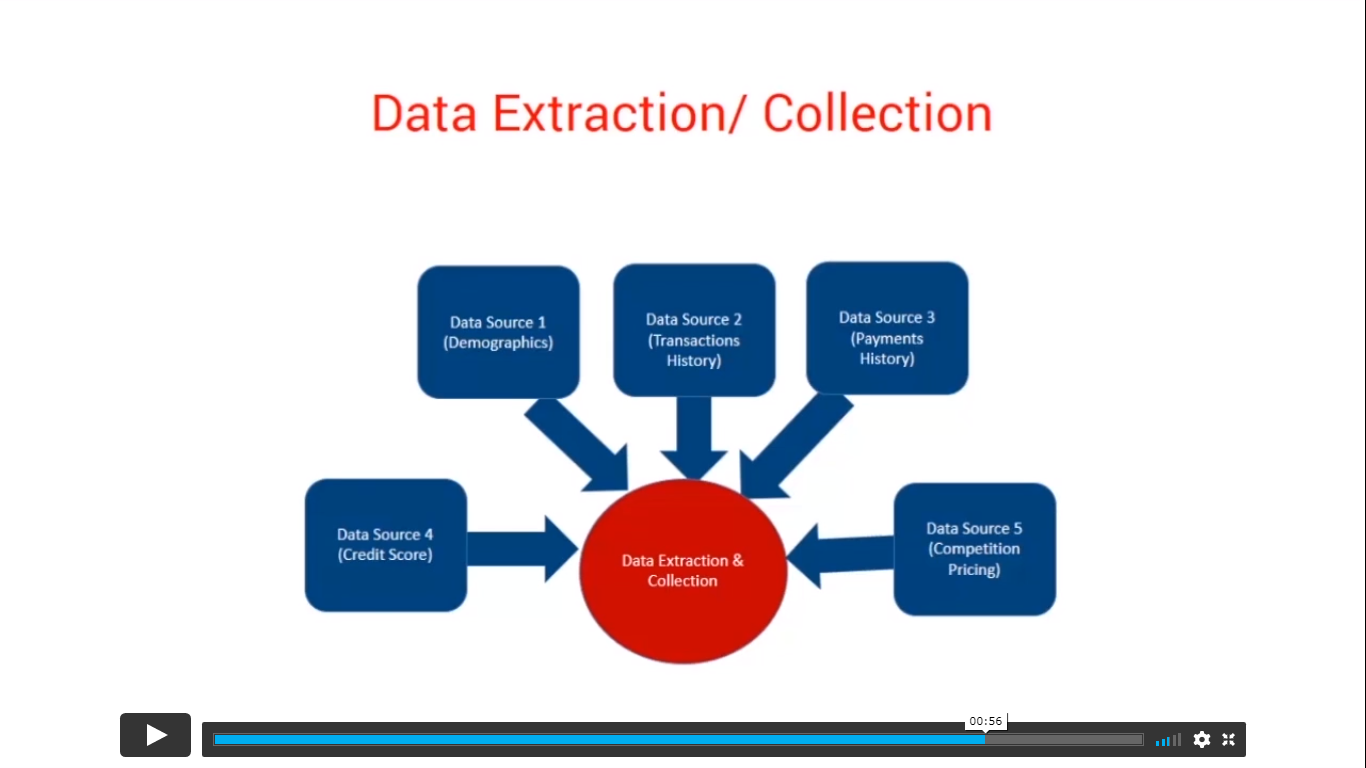 Data Extraction/ Collection
Data Source 1
(Demographics)
Data Source 2
(Transactions
History)
Data Source 3
(Payments
History)
Data Source 4
(Credit Score)
Data Extraction &
Collection
Data Source 5
(Competition
Pricing)
00:56